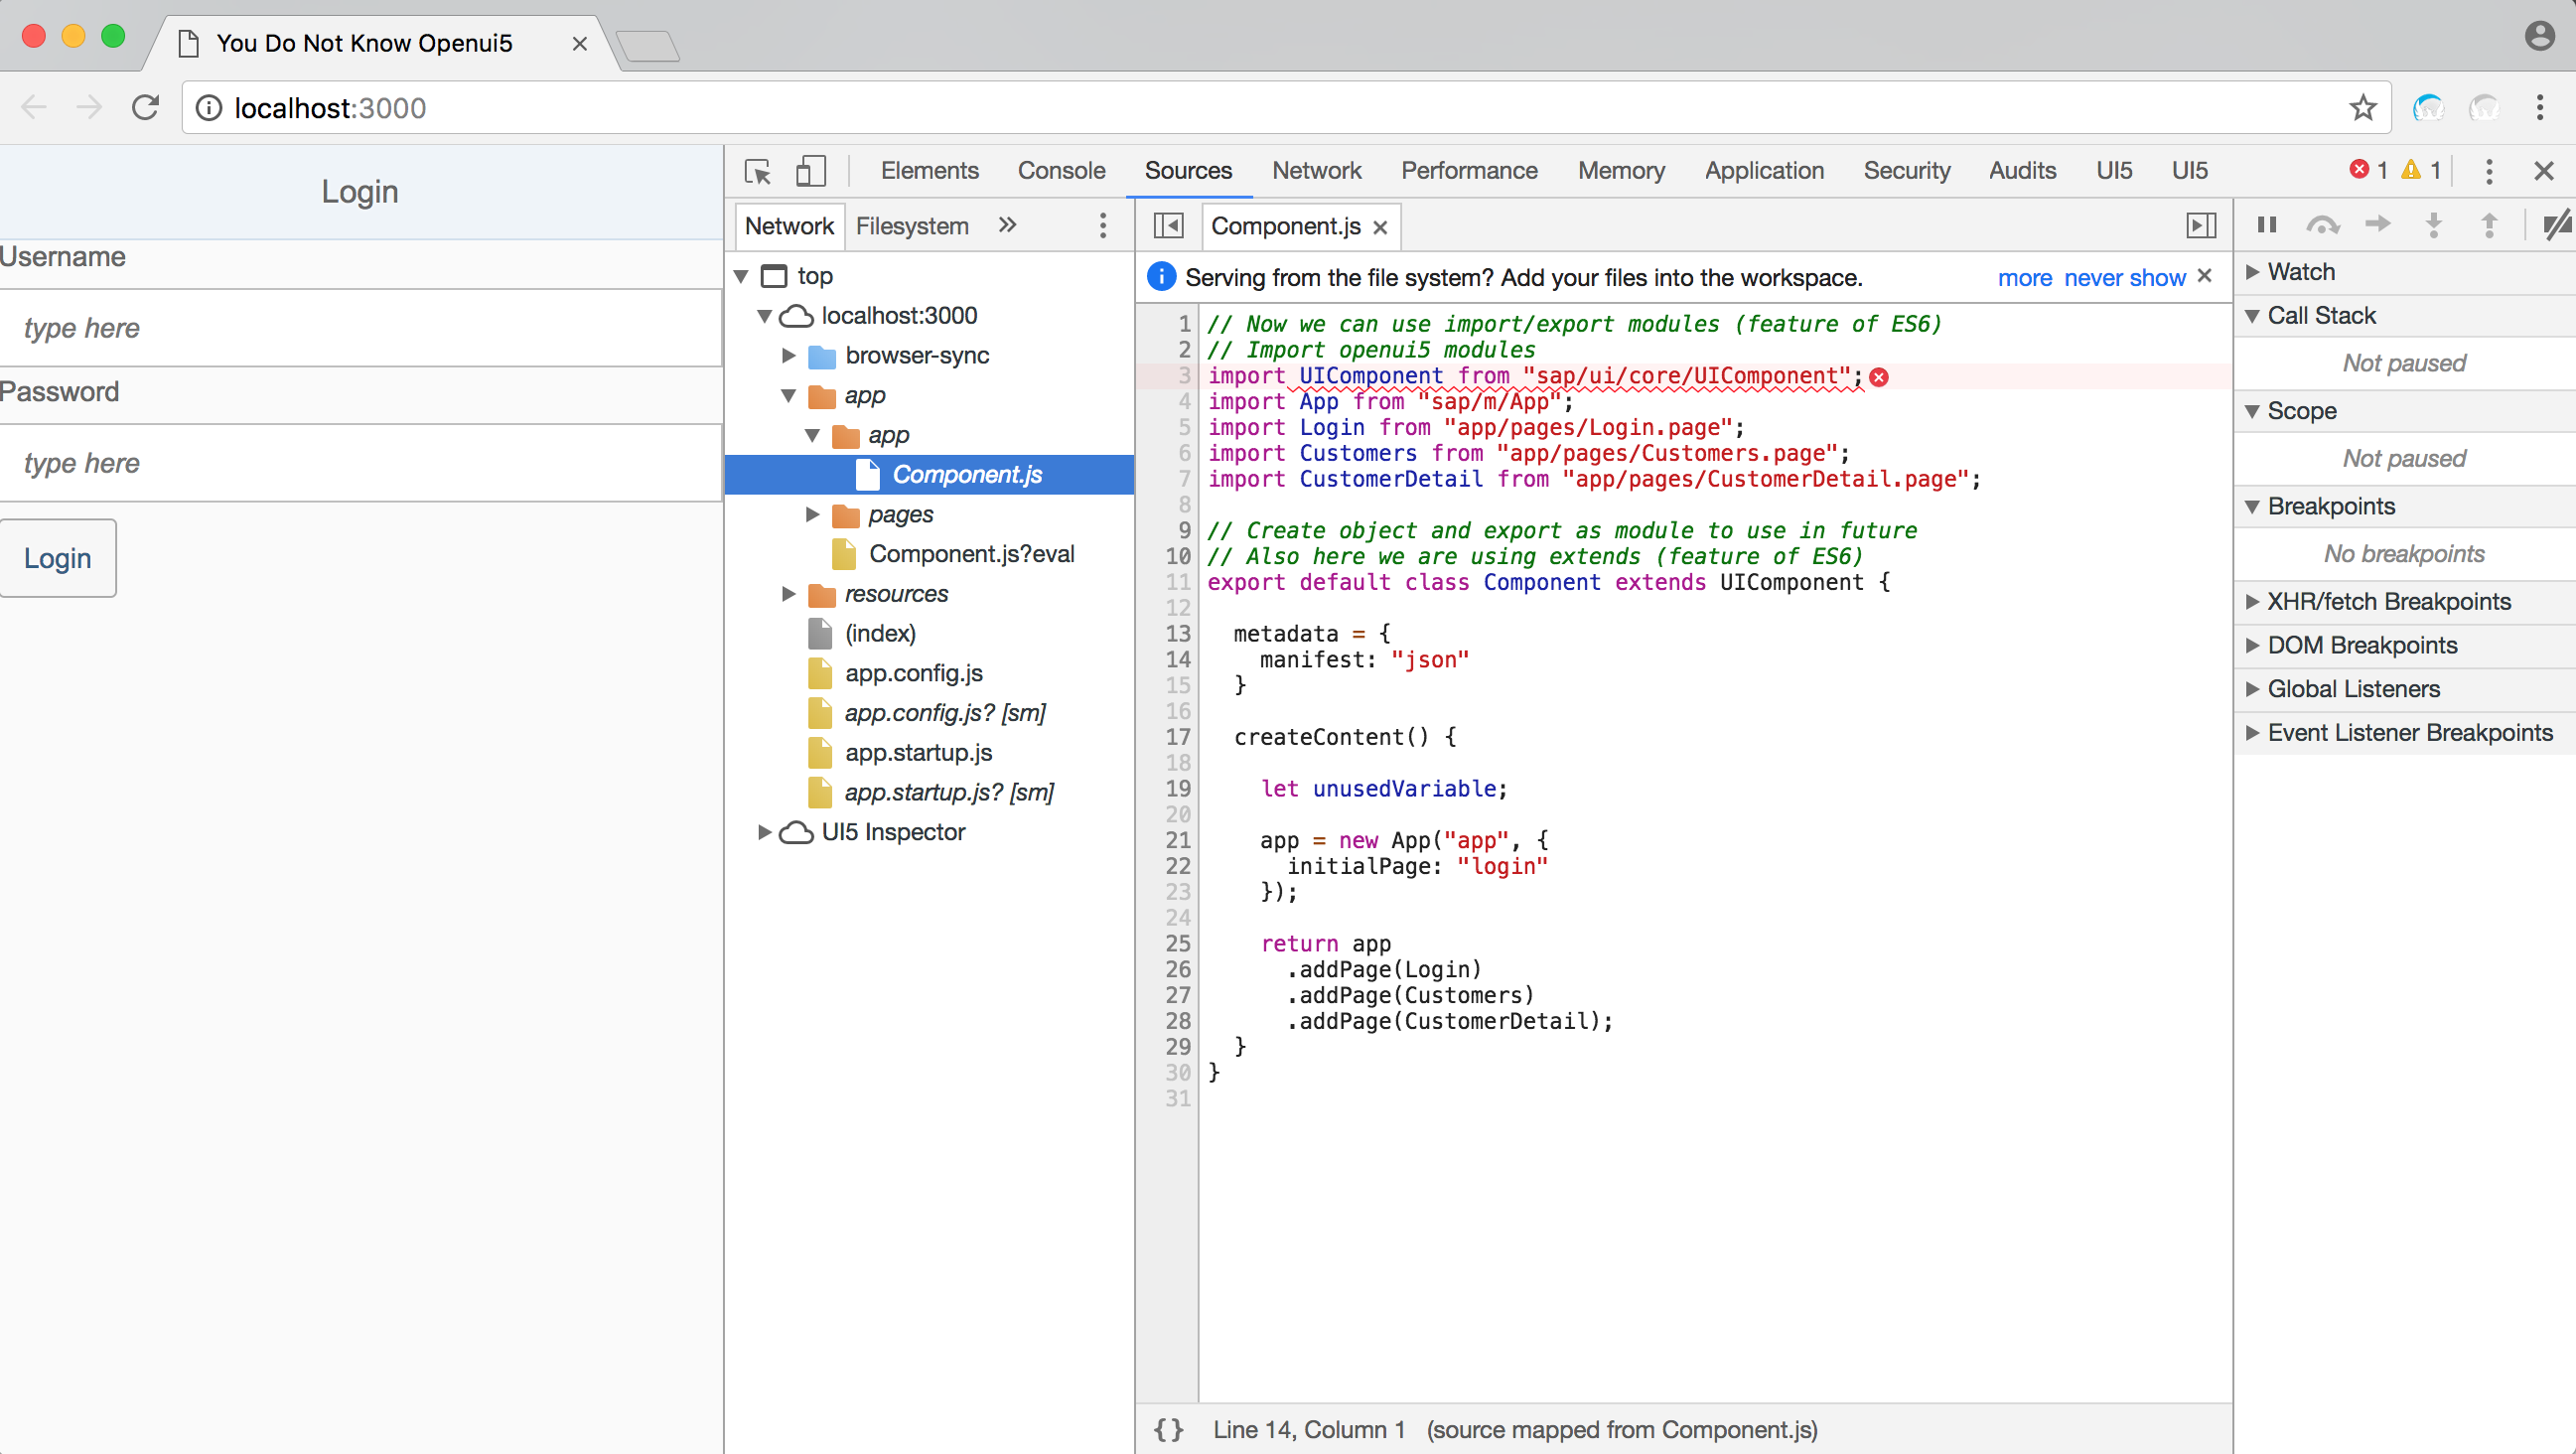 You Do Not Know Openui5
localhost:3000
Login
Username
type here
Password
type here
Login
Elements Console Sources Network Performance Memory Application Security Audits UI5 UI5 1 1
Network Filesystem »
top
localhost:3000
browser-sync
app
app
Component.js
pages
Component.js?eval
resources
(index)
app.config.js
app.config.js? [sm]
app.startup.js
app.startup.js? [sm]
UI5 Inspector
Component.js
Serving from the file system? Add your files into the workspace. more never show
1 // Now we can use import/export modules (feature of ES6)
2 // Import openui5 modules
3 import UIComponent from "sap/ui/core/UIComponent";
4 import App from "sap/m/App";
5 import Login from "app/pages/Login.page";
6 import Customers from "app/pages/Customers.page";
7 import CustomerDetail from "app/pages/CustomerDetail.page";
8
9 // Create object and export as module to use in future
10 // Also here we are using extends (feature of ES6)
11 export default class Component extends UIComponent {
12
13 metadata = {
14 manifest: "json"
15 }
16
17 createContent() {
18
19 let unusedVariable;
20
21 app = new App("app", {
22 initialPage: "login"
23 });
24
25 return app
26 .addPage(Login)
27 .addPage(Customers)
28 .addPage(CustomerDetail);
29 }
30 }
31
{} Line 14, Column 1 (source mapped from Component.js)
Watch
Call Stack
Not paused
Scope
Not paused
Breakpoints
No breakpoints
XHR/fetch Breakpoints
DOM Breakpoints
Global Listeners
Event Listener Breakpoints